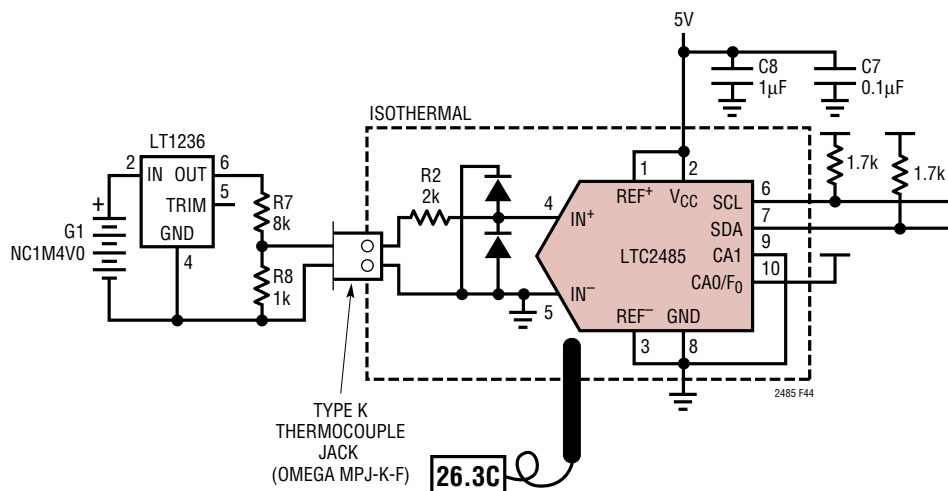 5V
C8
1µF
C7
0.1µF
ISOTHERMAL
LT1236
2
IN
OUT
6
TRIM
5
GND
4
+
G1
NC1M4V0
R7
8k
R8
1k
R2
2k
1
2
REF+
VCC
4
IN+
IN–
5
LTC2485
SCL
6
SDA
7
CA1
9
CA0/F0
10
REF–
GND
3
8
1.7k
1.7k
2485 F44
TYPE K
THERMOCOUPLE
JACK
(OMEGA MPJ-K-F)
26.3C